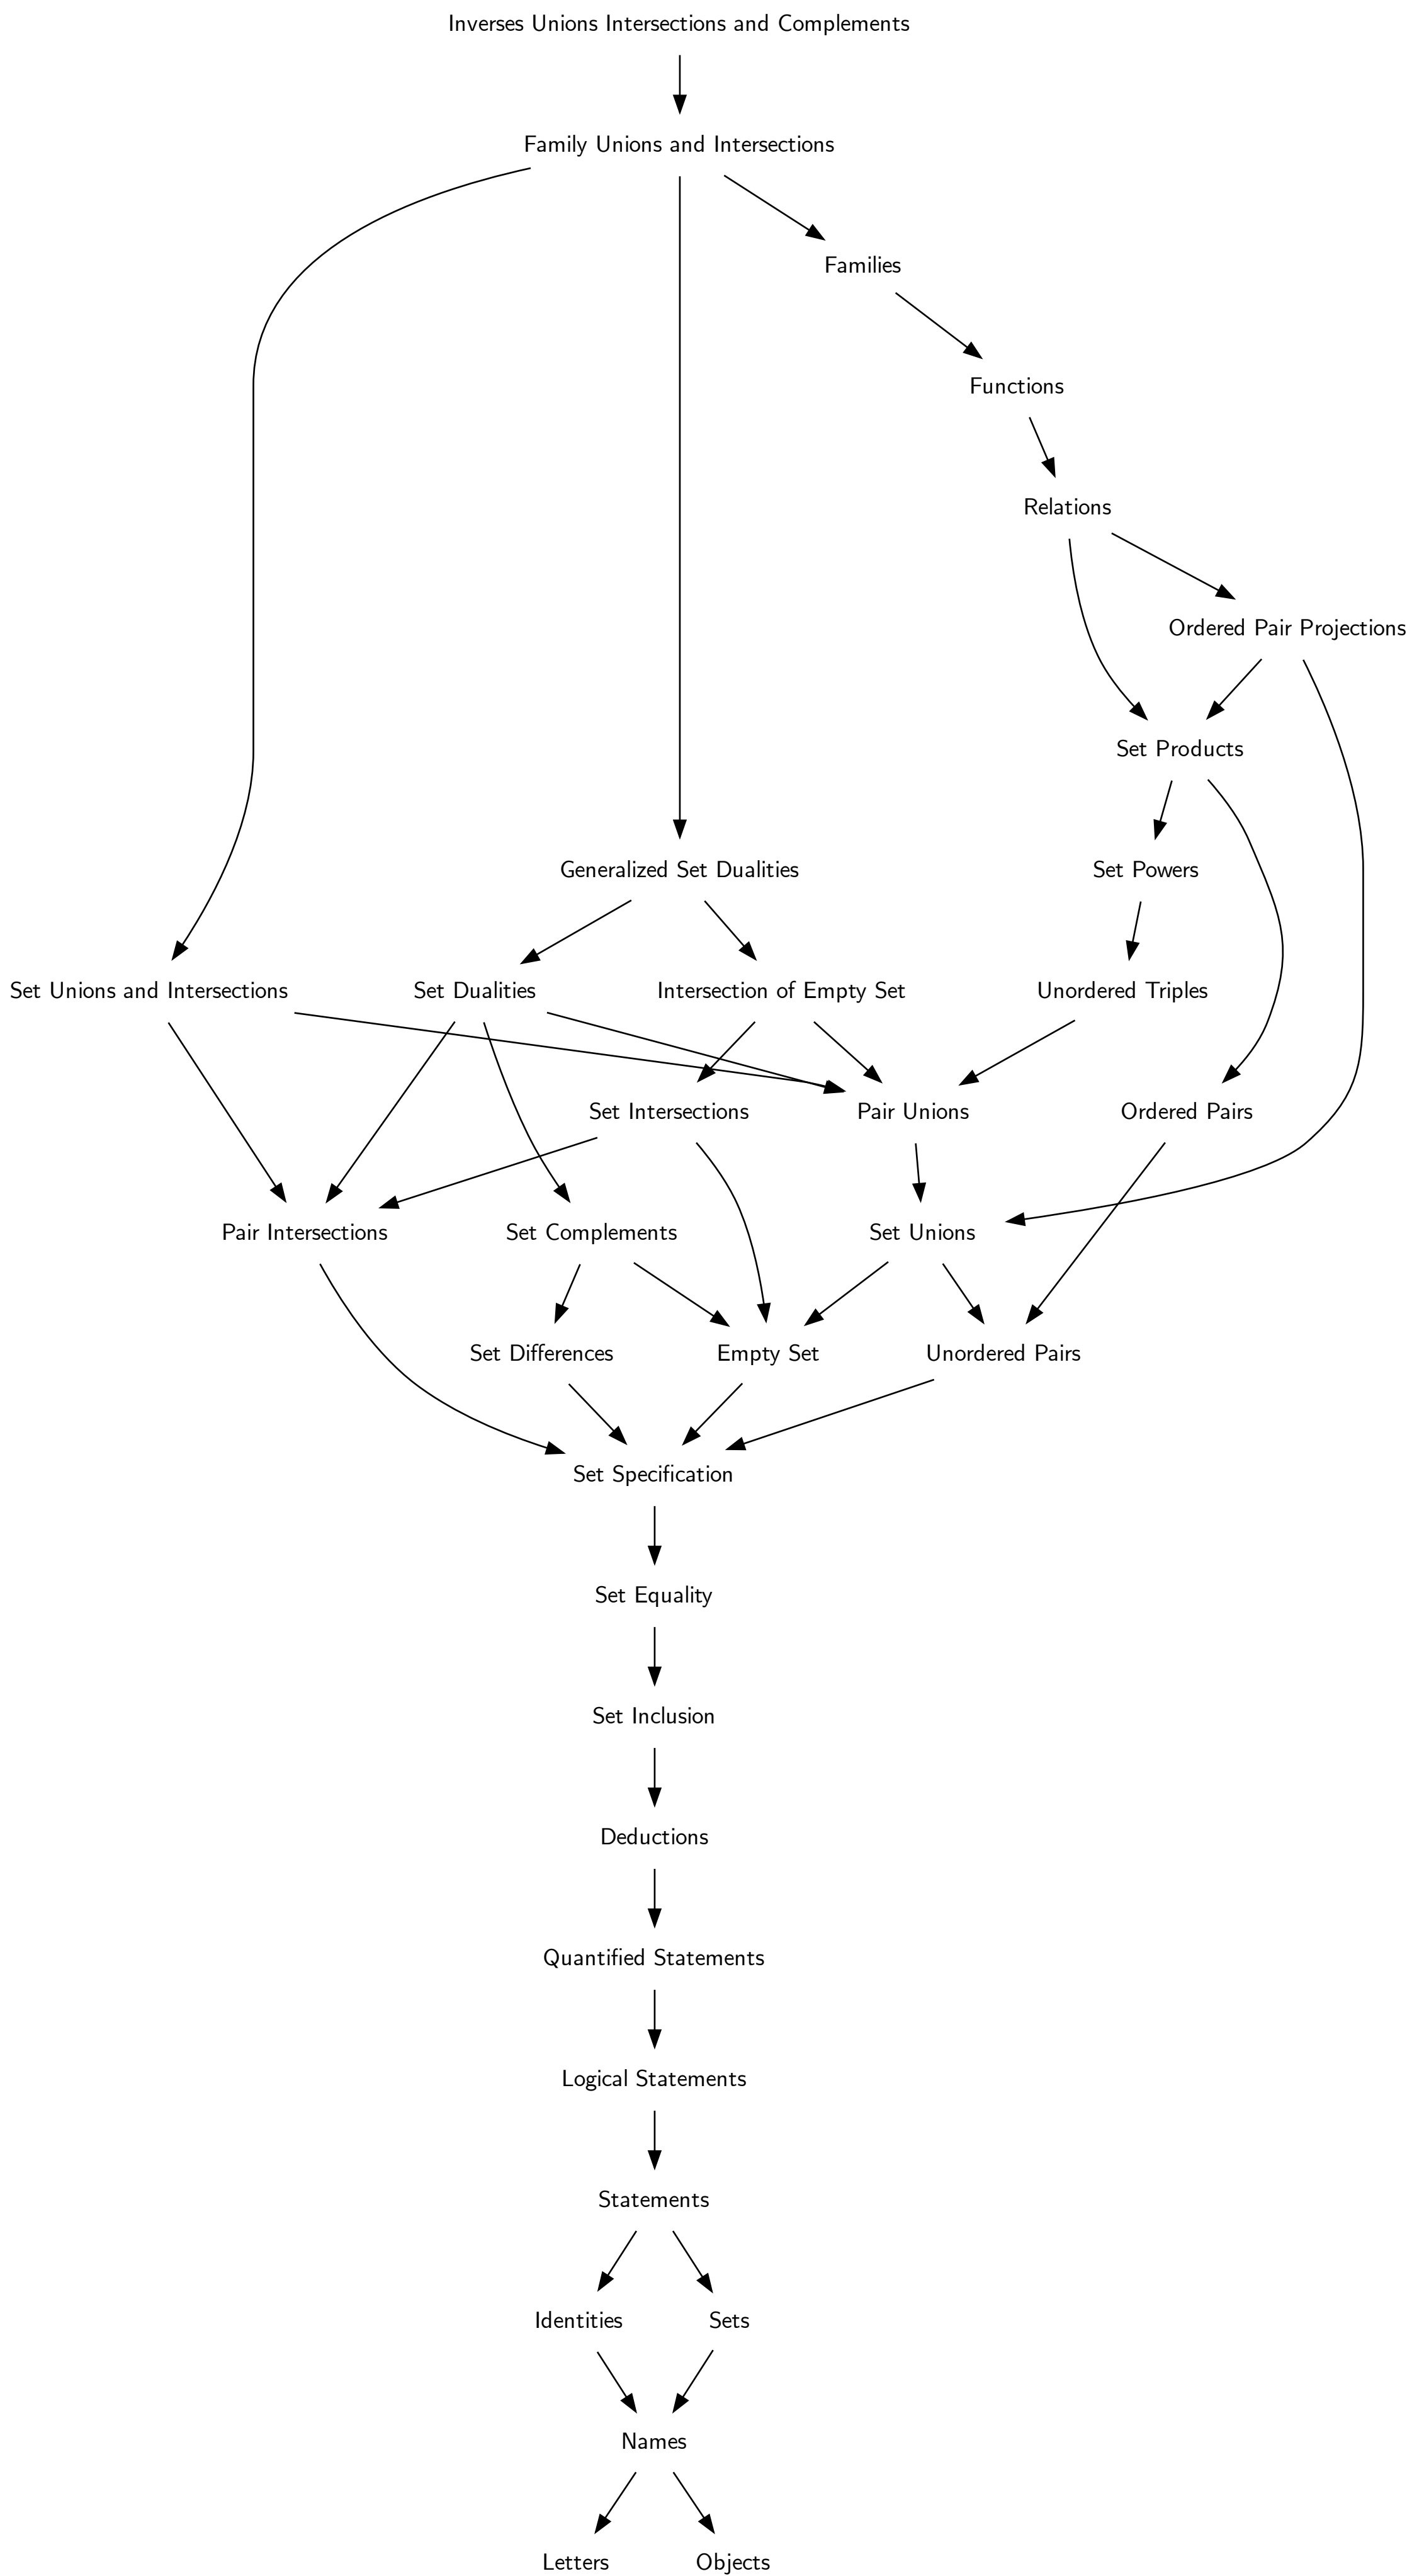 Inverses Unions Intersections and Complements
Family Unions and Intersections
Families
Functions
Relations
Ordered Pair Projections
Set Products
Generalized Set Dualities
Set Powers
Set Unions and Intersections
Set Dualities
Intersection of Empty Set
Unordered Triples
Set Intersections
Pair Unions
Ordered Pairs
Pair Intersections
Set Complements
Set Unions
Set Differences
Empty Set
Unordered Pairs
Set Specification
Set Equality
Set Inclusion
Deductions
Quantified Statements
Logical Statements
Statements
Identities
Sets
Names
Letters
Objects